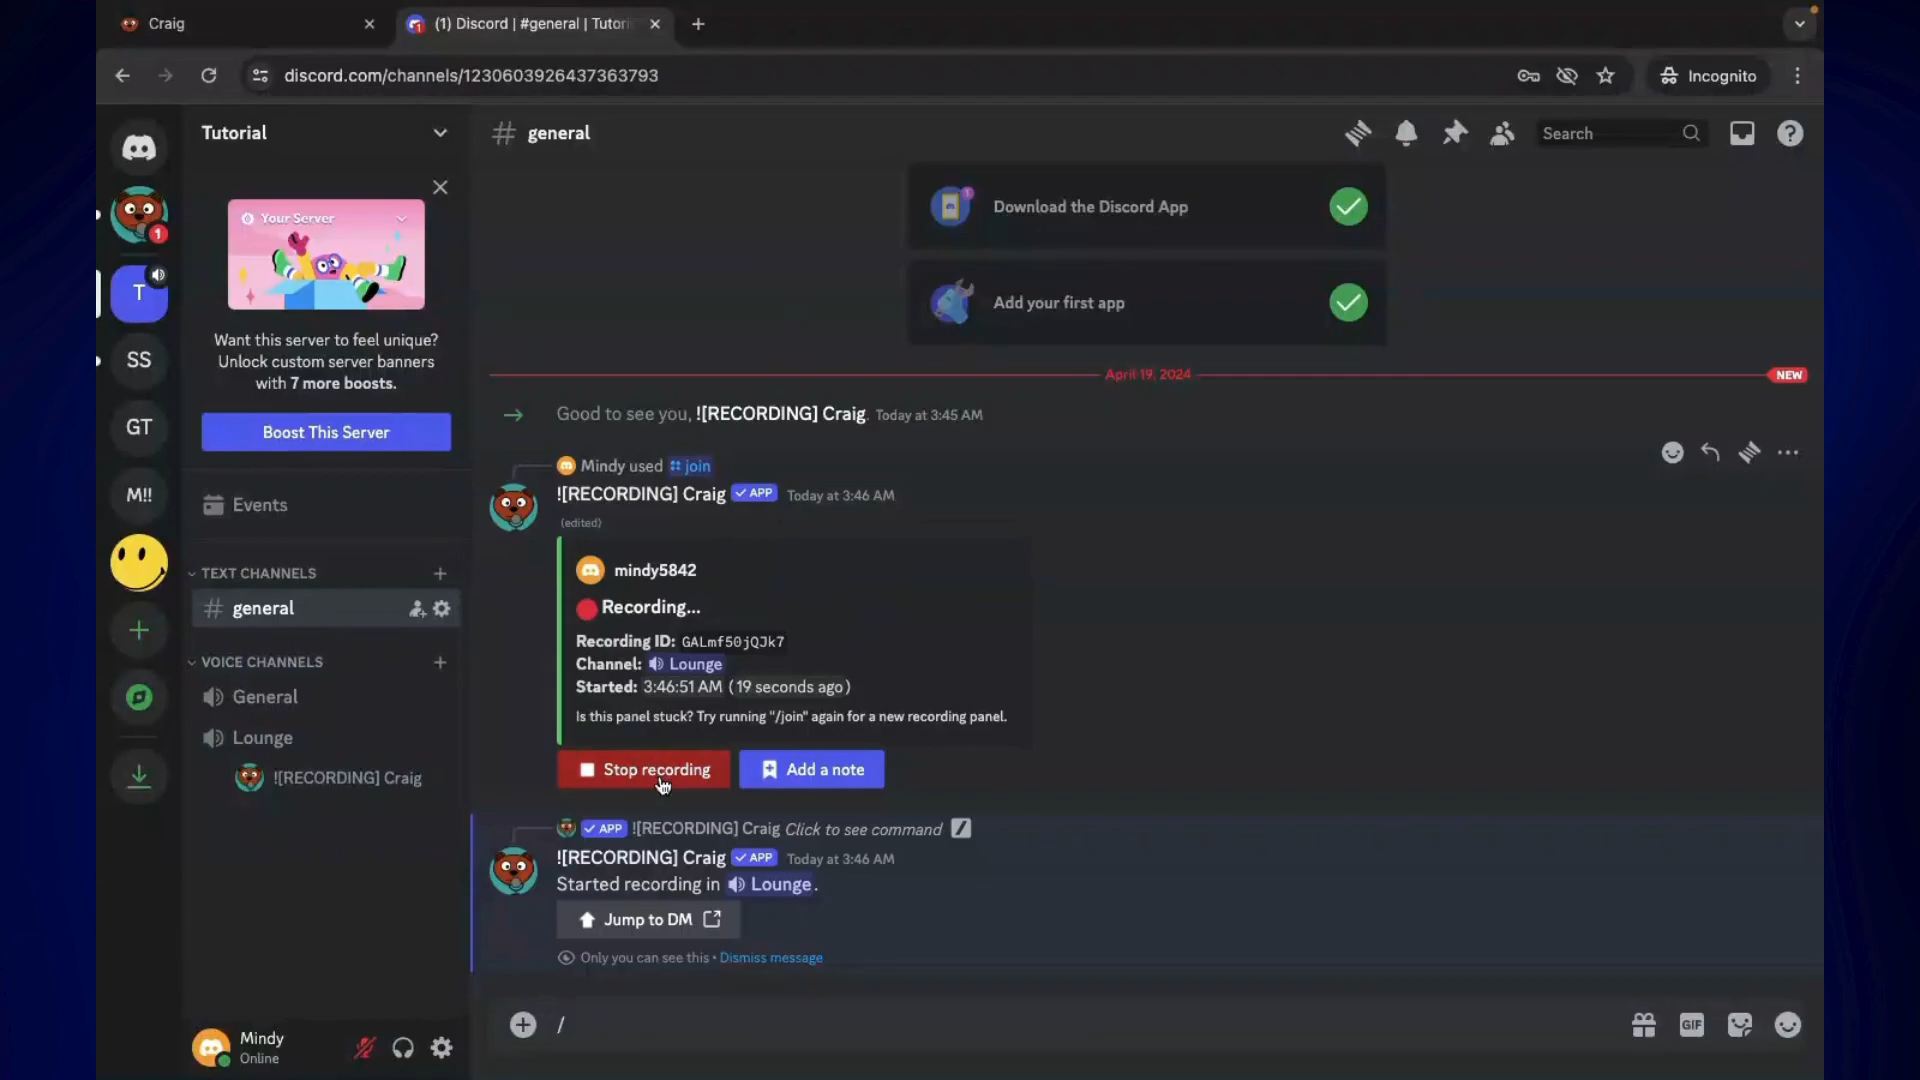 Craig
(1) Discord | #general | Tutori
discord.com/channels/1230603926437363793
Incognito
Tutorial
# general
Search
1
T
SS
GT
M!!
Your Server
Want this server to feel unique?
Unlock custom server banners
with 7 more boosts.
Boost This Server
Events
TEXT CHANNELS
# general
VOICE CHANNELS
General
Lounge
![RECORDING] Craig
Mindy
Online
Download the Discord App
Add your first app
April 19, 2024
NEW
Good to see you, ![RECORDING] Craig. Today at 3:45 AM
Mindy used join
![RECORDING] Craig APP Today at 3:46 AM
(edited)
mindy5842
Recording...
Recording ID: GALmf50jQJk7
Channel: Lounge
Started: 3:46:51 AM (19 seconds ago)
Is this panel stuck? Try running "/join" again for a new recording panel.
Stop recording
Add a note
APP ![RECORDING] Craig Click to see command
![RECORDING] Craig APP Today at 3:46 AM
Started recording in Lounge.
Jump to DM
Only you can see this • Dismiss message
/
GIF